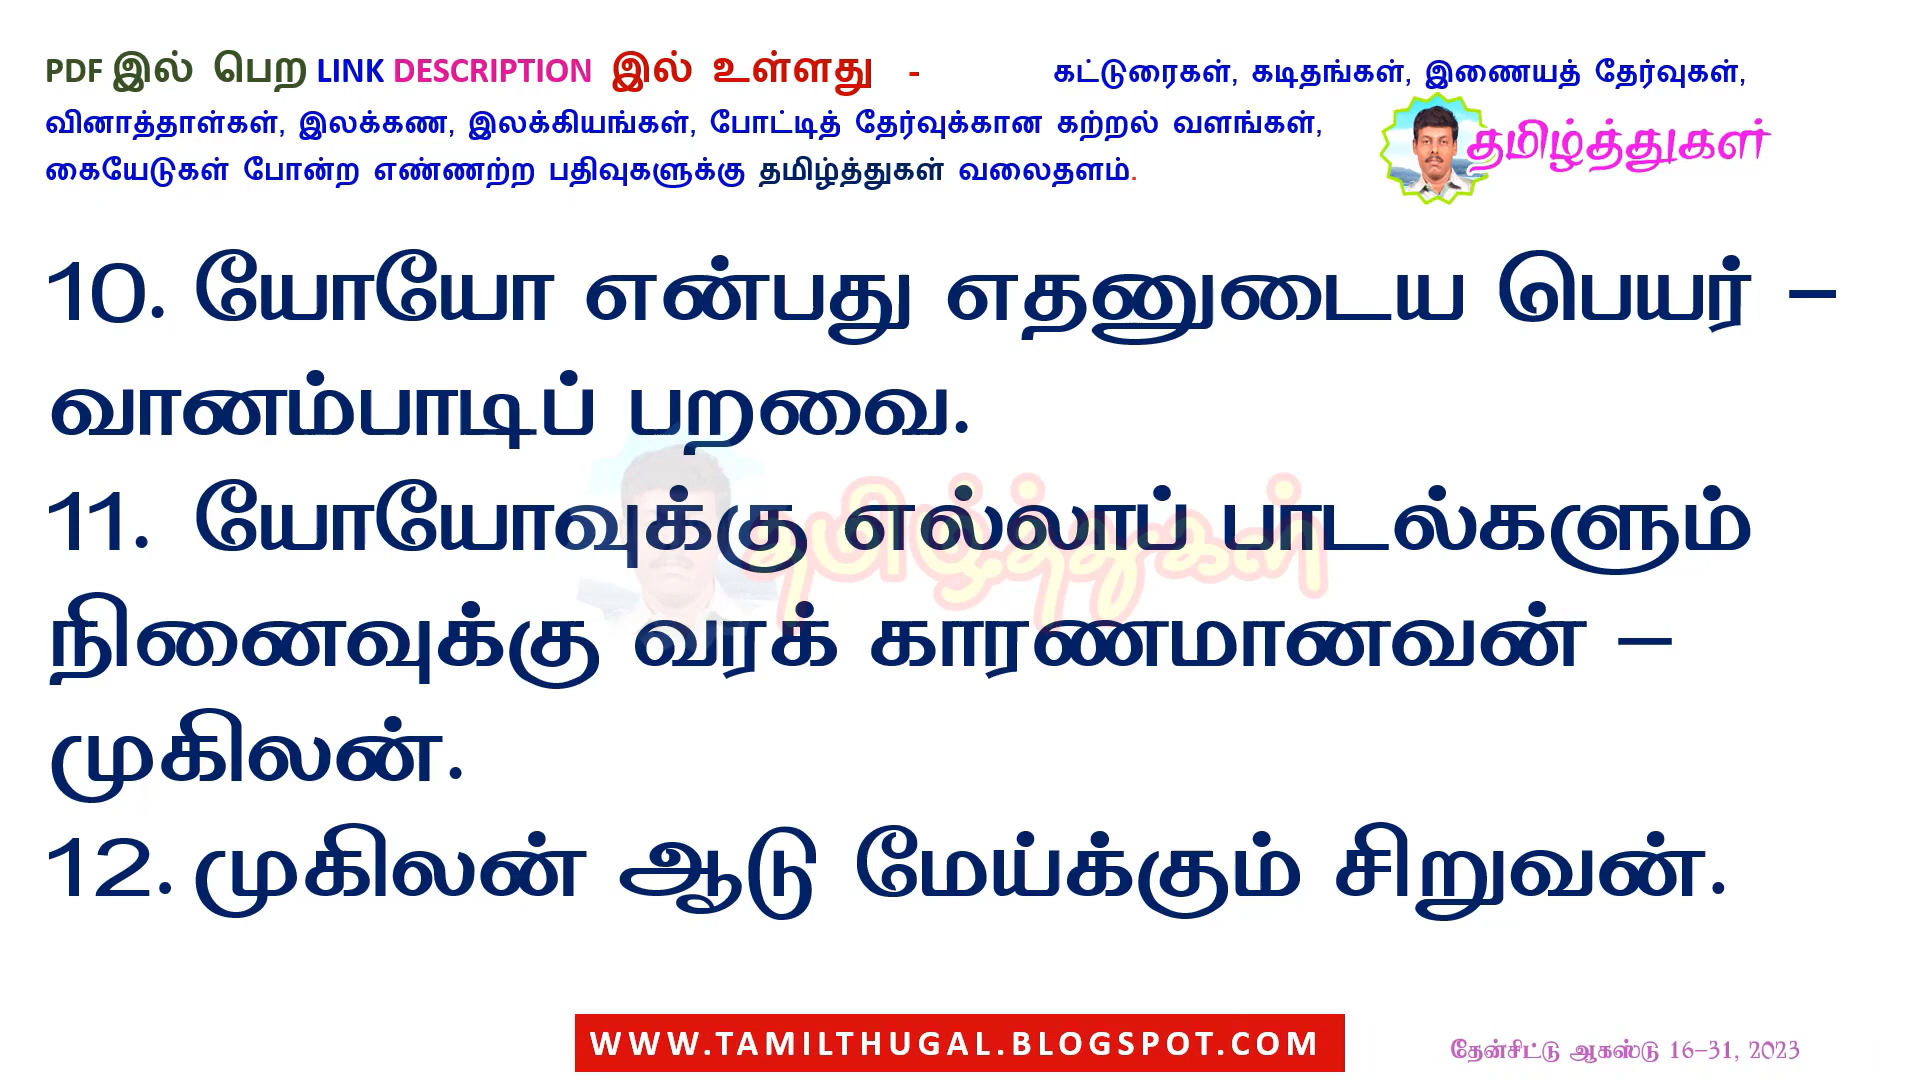 PDF இல் பெற LINK DESCRIPTION இல் உள்ளது - கட்டுரைகள், கடிதங்கள், இணையத் தேர்வுகள்,
வினாத்தாள்கள், இலக்கண, இலக்கியங்கள், போட்டித் தேர்வுக்கான கற்றல் வளங்கள்,
கையேடுகள் போன்ற எண்ணற்ற பதிவுகளுக்கு தமிழ்த்துகள் வலைதளம்.
தமிழ்த்துகள்
10. யோயோ என்பது எதனுடைய பெயர் –
வானம்பாடிப் பறவை.
11. யோயோவுக்கு எல்லாப் பாடல்களும்
நினைவுக்கு வரக் காரணமானவன் –
முகிலன்.
12. முகிலன் ஆடு மேய்க்கும் சிறுவன்.
தமிழ்த்துகள்
WWW.TAMILTHUGAL.BLOGSPOT.COM
தேன்சிட்டு ஆகஸ்டு 16–31, 2023